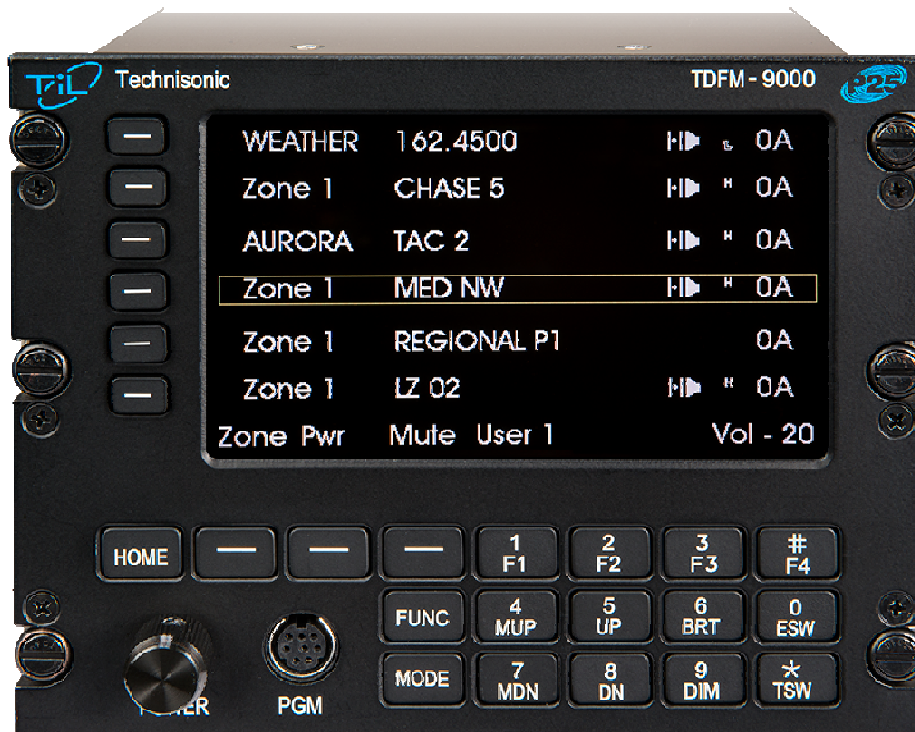 TiL Technisonic TDFM - 9000 P25
WEATHER 162.4500 L 0A
Zone 1 CHASE 5 H 0A
AURORA TAC 2 H 0A
Zone 1 MED NW H 0A
Zone 1 REGIONAL P1 0A
Zone 1 LZ 02 H 0A
Zone Pwr Mute User 1 Vol - 20
HOME 1 F1 2 F2 3 F3 # F4
FUNC 4 MUP 5 UP 6 BRT 0 ESW
MODE 7 MDN 8 DN 9 DIM * TSW
PGM